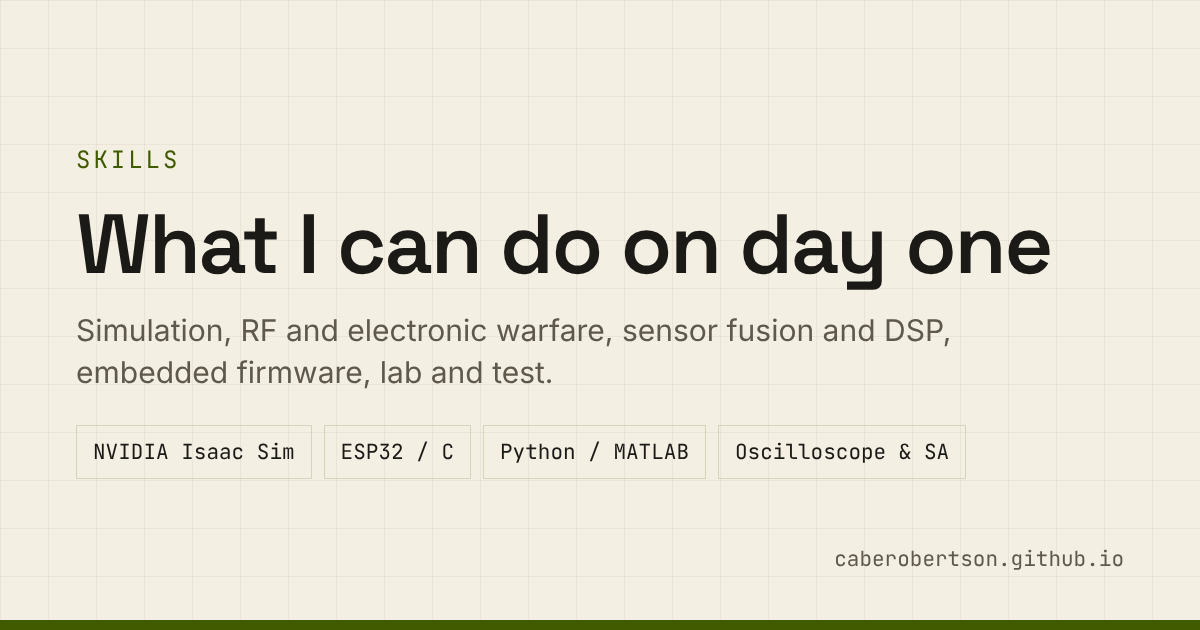 SKILLS
What I can do on day one
Simulation, RF and electronic warfare, sensor fusion and DSP,
embedded firmware, lab and test.
NVIDIA Isaac Sim
ESP32 / C
Python / MATLAB
Oscilloscope & SA
caberobertson.github.io